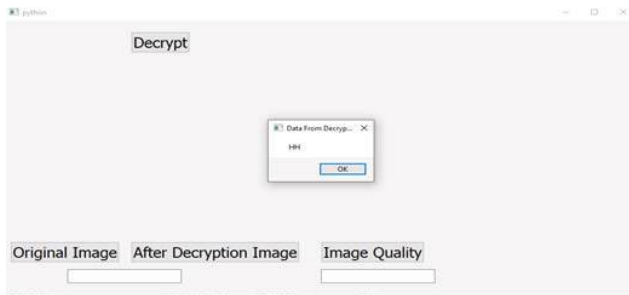 python
Decrypt
Data From Decryp...
HH
OK
Original Image After Decryption Image Image Quality